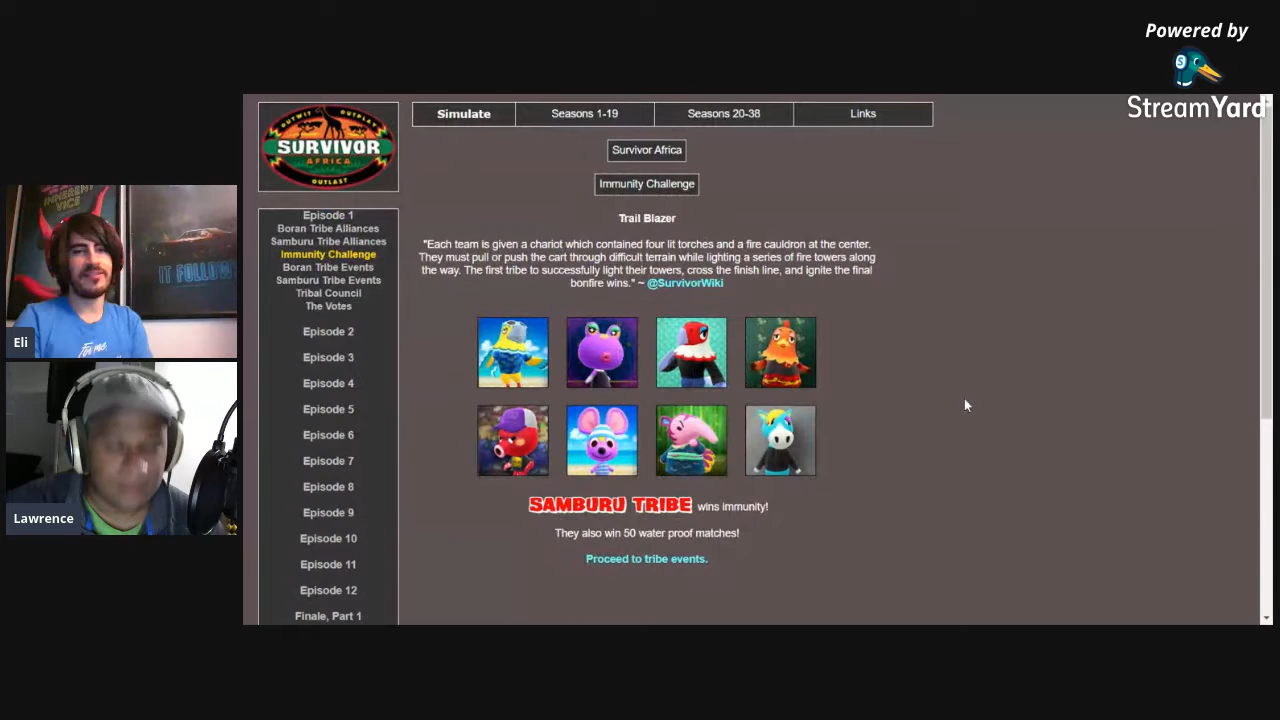 Powered by
StreamYard
OUTWIT OUTPLAY
SURVIVOR
AFRICA
OUTLAST
Simulate
Seasons 1-19
Seasons 20-38
Links
Survivor Africa
Immunity Challenge
Episode 1
Boran Tribe Alliances
Samburu Tribe Alliances
Immunity Challenge
Boran Tribe Events
Samburu Tribe Events
Tribal Council
The Votes
Episode 2
Episode 3
Episode 4
Episode 5
Episode 6
Episode 7
Episode 8
Episode 9
Episode 10
Episode 11
Episode 12
Finale, Part 1
Trail Blazer
"Each team is given a chariot which contained four lit torches and a fire cauldron at the center.
They must pull or push the cart through difficult terrain while lighting a series of fire towers along
the way. The first tribe to successfully light their towers, cross the finish line, and ignite the final
bonfire wins." ~ @SurvivorWiki
SAMBURU TRIBE wins immunity!
They also win 50 water proof matches!
Proceed to tribe events.
INHERENT
VICE
IT FOLLOW
Eli
Lawrence